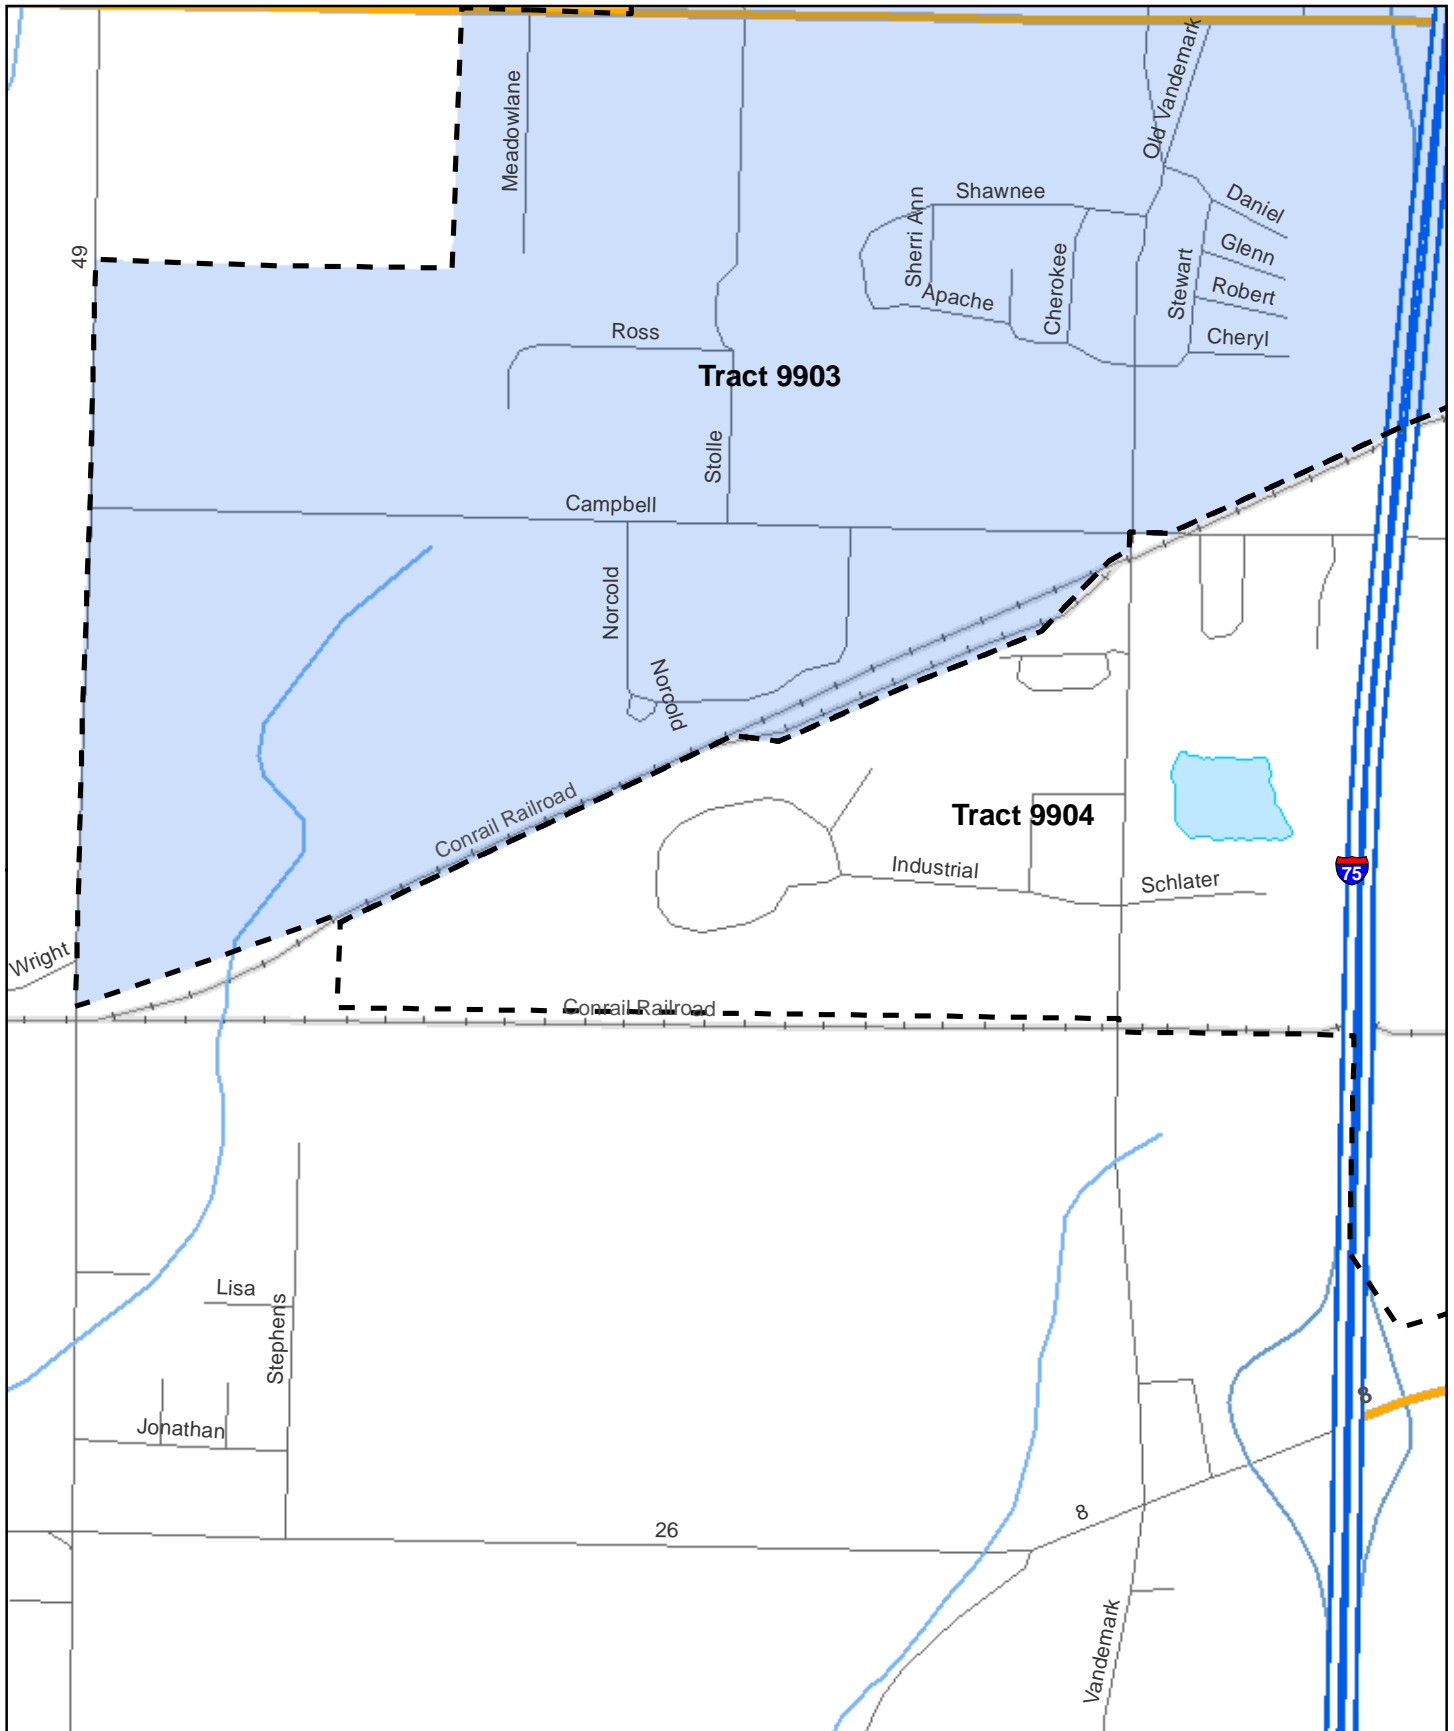 Meadowlane
Old Vandemark
Shawnee
Sherri Ann
Daniel
Glenn
49
Cherokee
Stewart
Robert
Apache
Ross
Cheryl
Tract 9903
Stolle
Campbell
Norcold
Norcold
Conrail Railroad
Tract 9904
Industrial
Schlater
75
Wright
Conrail Railroad
Lisa
Stephens
Jonathan
8
8
26
Vandemark